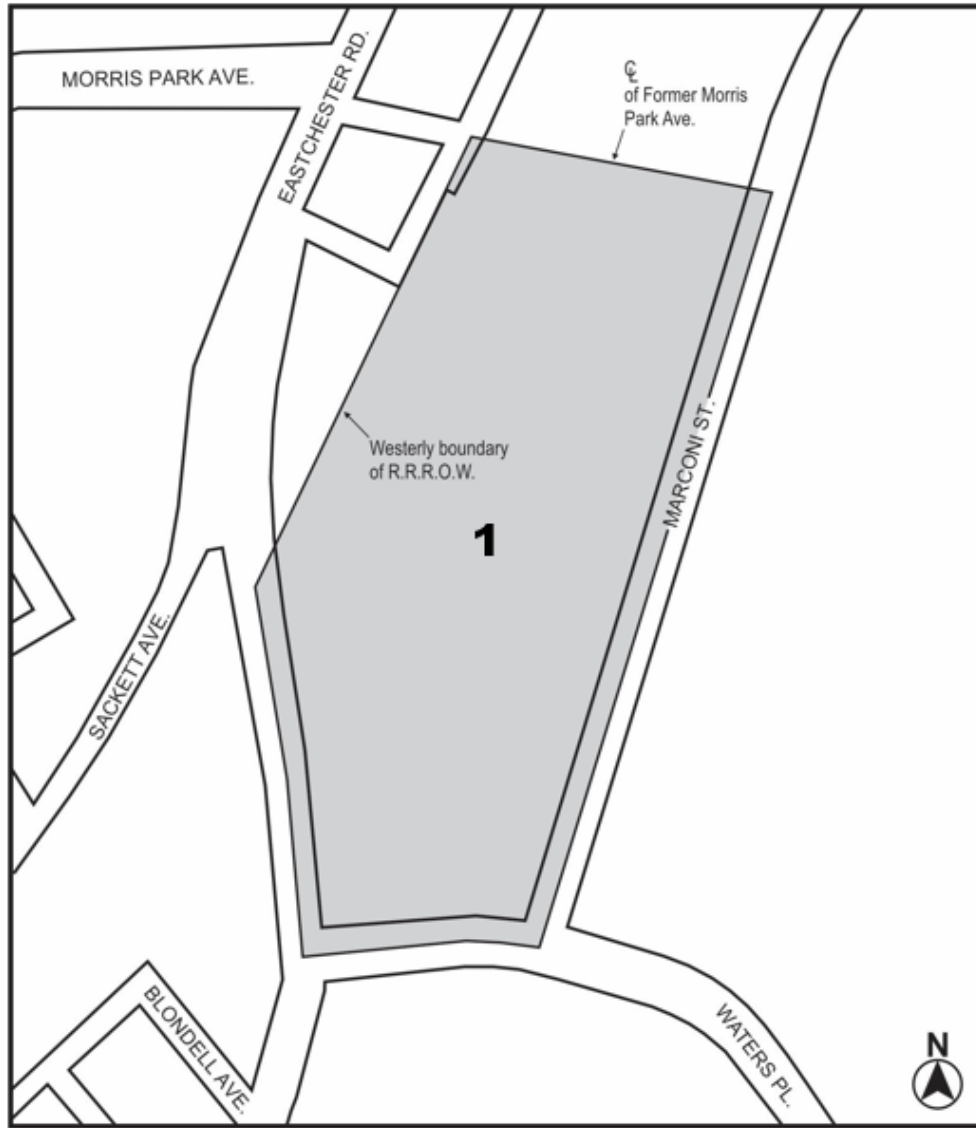 MORRIS PARK AVE.
EASTCHESTER RD.
℄
of Former Morris
Park Ave.
Westerly boundary
of R.R.R.O.W.
1
MARCONI ST.
SACKETT AVE.
BLONDELL AVE.
WATERS PL.
N